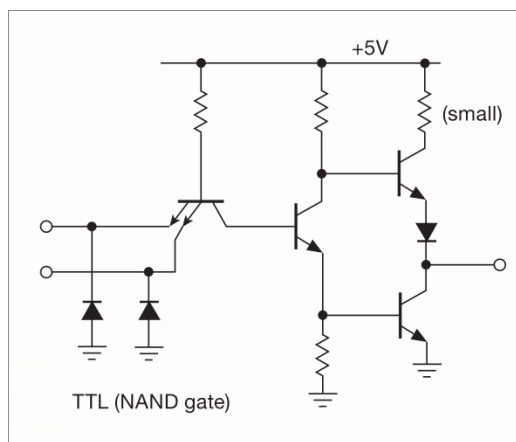 +5V
(small)
TTL (NAND gate)